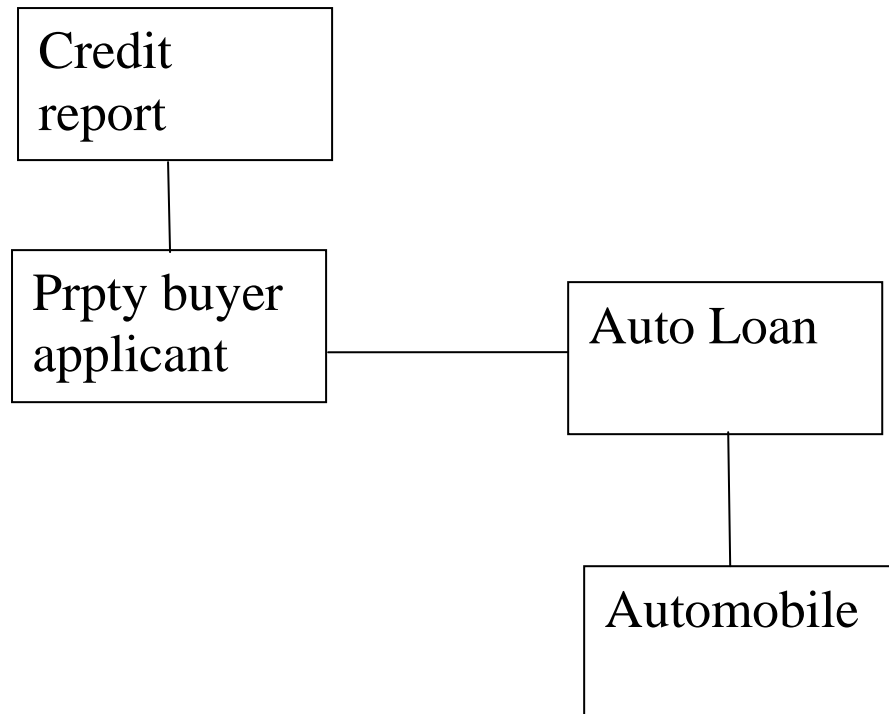 Credit
report
Prpty buyer
applicant
Auto Loan
Automobile